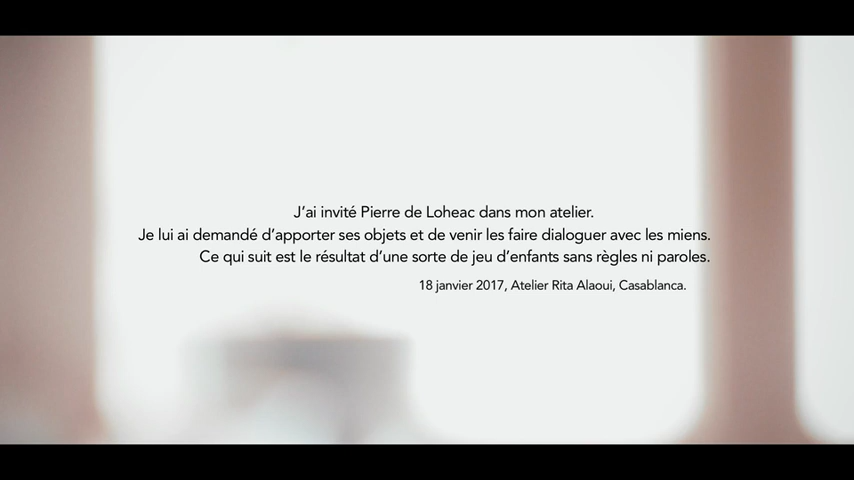 J'ai invité Pierre de Loheac dans mon atelier.
Je lui ai demandé d'apporter ses objets et de venir les faire dialoguer avec les miens.
Ce qui suit est le résultat d'une sorte de jeu d'enfants sans règles ni paroles.
18 janvier 2017, Atelier Rita Alaoui, Casablanca.